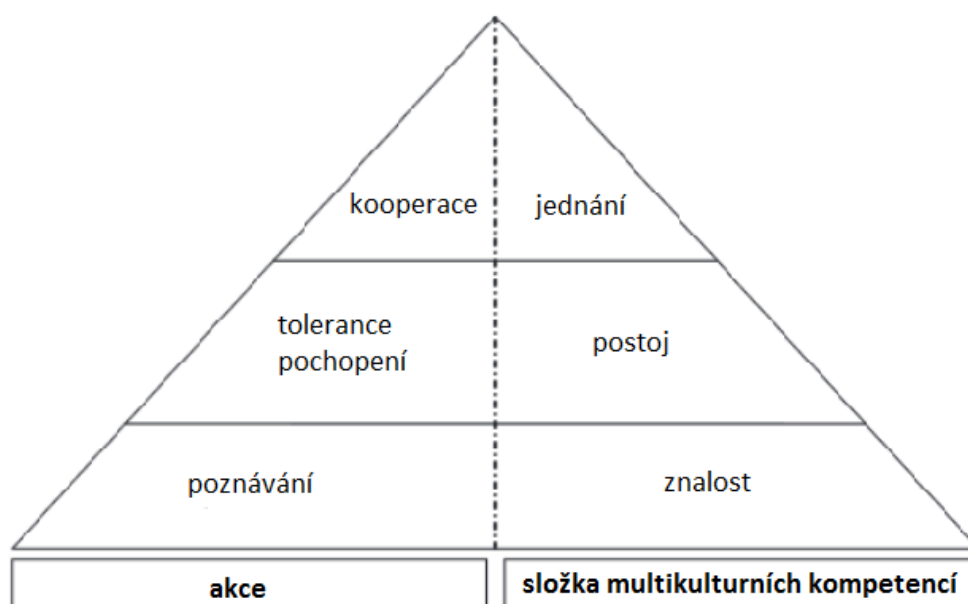 kooperace
jednání
tolerance
pochopení
postoj
poznávání
znalost
akce
složka multikulturních kompetencí